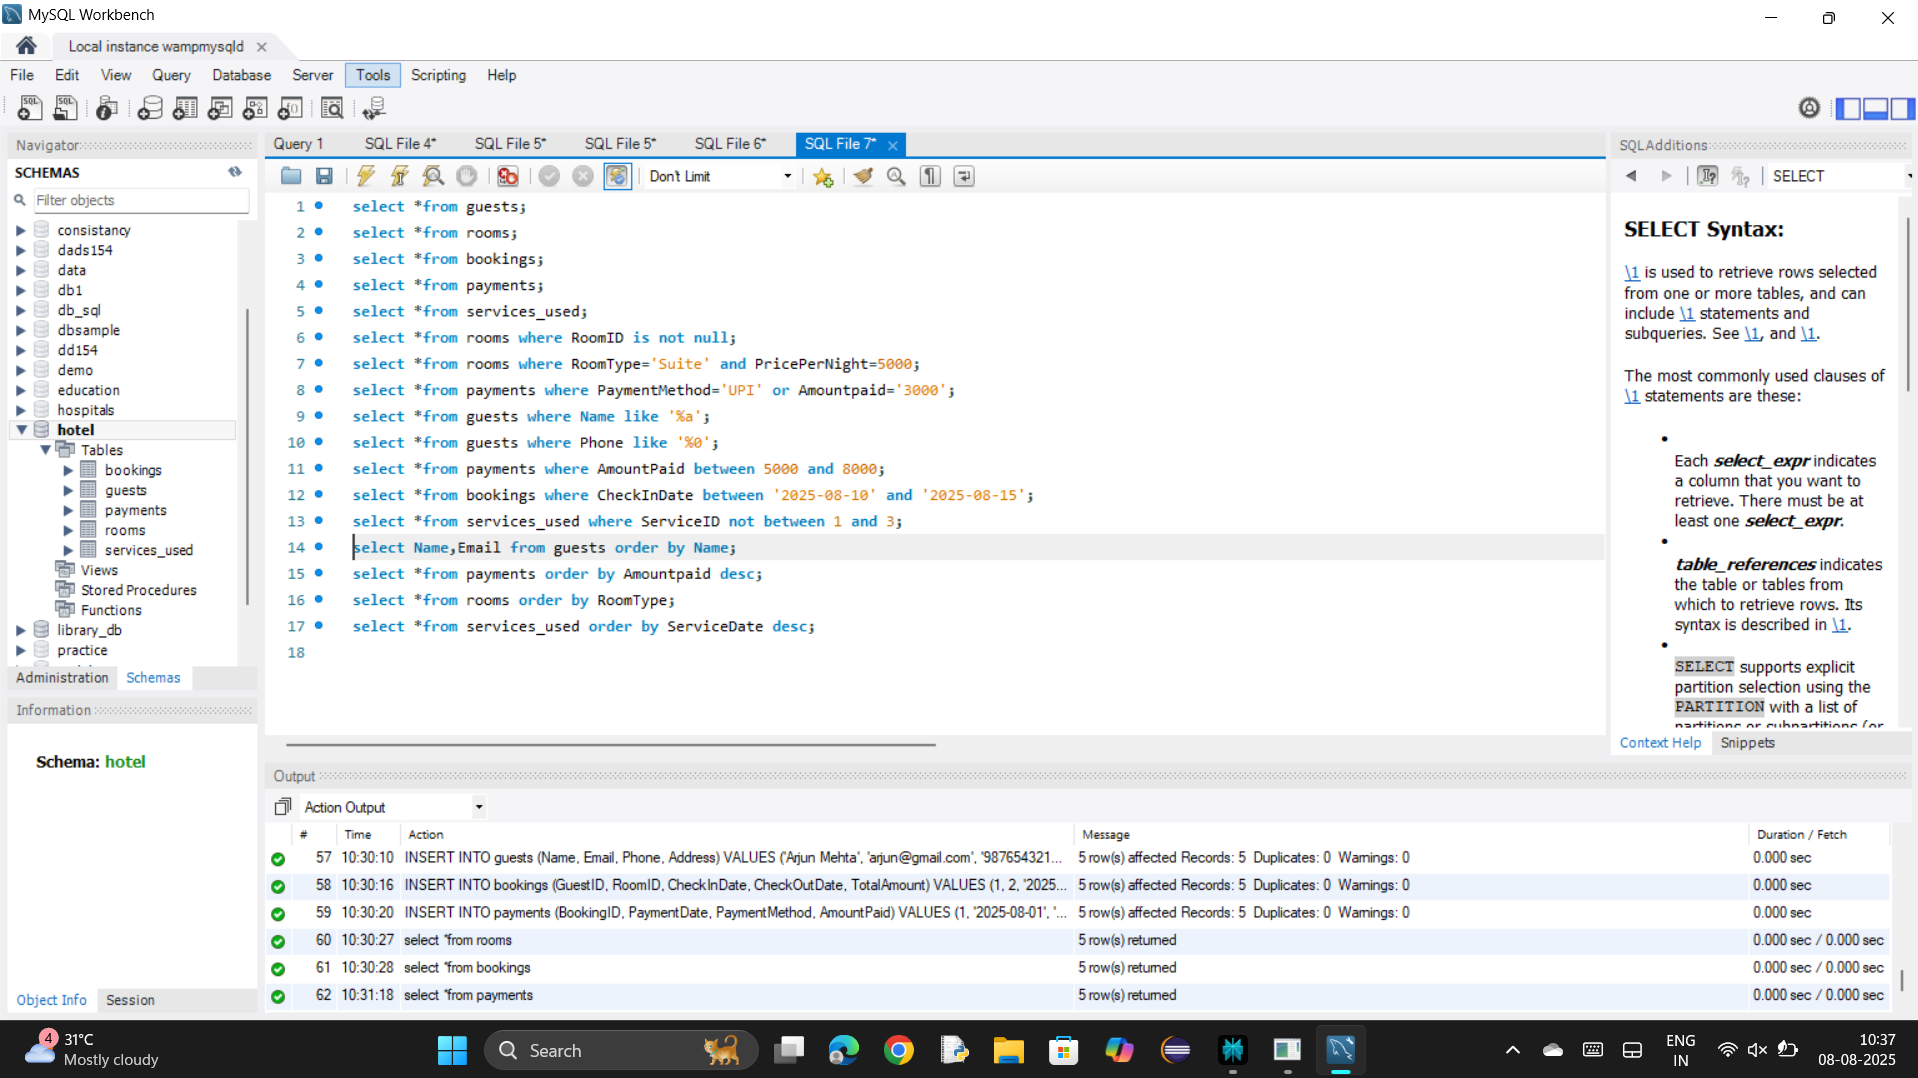 MySQL Workbench
Local instance wampmysqld
File Edit View Query Database Server Tools Scripting Help
Navigator
SCHEMAS
Filter objects
consistancy
dads154
data
db1
db_sql
dbsample
dd154
demo
education
hospitals
hotel
Tables
bookings
guests
payments
rooms
services_used
Views
Stored Procedures
Functions
library_db
practice
Administration Schemas
Information
Schema: hotel
Object Info Session
Query 1 SQL File 4* SQL File 5* SQL File 5* SQL File 6* SQL File 7*
Don't Limit
1 select *from guests;
2 select *from rooms;
3 select *from bookings;
4 select *from payments;
5 select *from services_used;
6 select *from rooms where RoomID is not null;
7 select *from rooms where RoomType='Suite' and PricePerNight=5000;
8 select *from payments where PaymentMethod='UPI' or Amountpaid='3000';
9 select *from guests where Name like '%a';
10 select *from guests where Phone like '%0';
11 select *from payments where AmountPaid between 5000 and 8000;
12 select *from bookings where CheckInDate between '2025-08-10' and '2025-08-15';
13 select *from services_used where ServiceID not between 1 and 3;
14 select Name,Email from guests order by Name;
15 select *from payments order by Amountpaid desc;
16 select *from rooms order by RoomType;
17 select *from services_used order by ServiceDate desc;
18
SQLAdditions
SELECT
SELECT Syntax:
\1 is used to retrieve rows selected
from one or more tables, and can
include \1 statements and
subqueries. See \1, and \1.
The most commonly used clauses of
\1 statements are these:
Each select_expr indicates
a column that you want to
retrieve. There must be at
least one select_expr.
table_references indicates
the table or tables from
which to retrieve rows. Its
syntax is described in \1.
SELECT supports explicit
partition selection using the
PARTITION with a list of
partitions or subpartitions (or
Context Help Snippets
Output
Action Output
# Time Action Message Duration / Fetch
57 10:30:10 INSERT INTO guests (Name, Email, Phone, Address) VALUES ('Arjun Mehta', 'arjun@gmail.com', '987654321... 5 row(s) affected Records: 5 Duplicates: 0 Warnings: 0 0.000 sec
58 10:30:16 INSERT INTO bookings (GuestID, RoomID, CheckInDate, CheckOutDate, TotalAmount) VALUES (1, 2, '2025... 5 row(s) affected Records: 5 Duplicates: 0 Warnings: 0 0.000 sec
59 10:30:20 INSERT INTO payments (BookingID, PaymentDate, PaymentMethod, AmountPaid) VALUES (1, '2025-08-01', '... 5 row(s) affected Records: 5 Duplicates: 0 Warnings: 0 0.000 sec
60 10:30:27 select *from rooms 5 row(s) returned 0.000 sec / 0.000 sec
61 10:30:28 select *from bookings 5 row(s) returned 0.000 sec / 0.000 sec
62 10:31:18 select *from payments 5 row(s) returned 0.000 sec / 0.000 sec
4
31°C
Mostly cloudy
Search
ENG
IN
10:37
08-08-2025